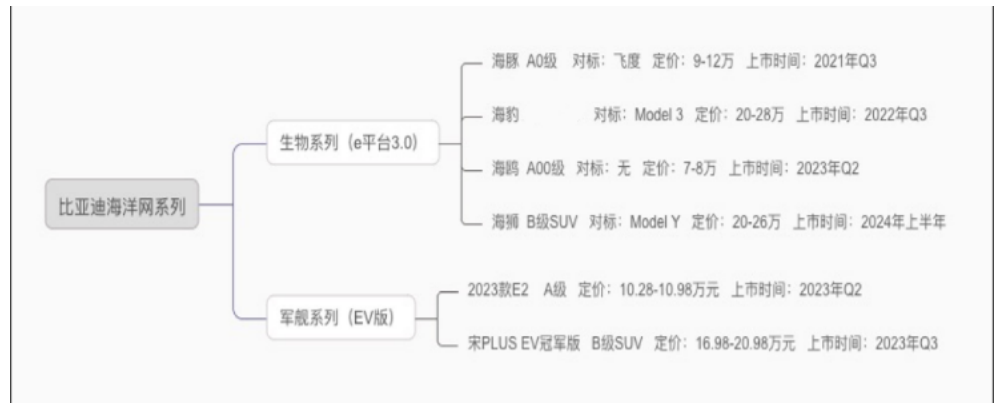 比亚迪海洋网系列
生物系列（e平台3.0）
海豚 A0级 对标：飞度 定价：9-12万 上市时间：2021年Q3
海豹 对标：Model 3 定价：20-28万 上市时间：2022年Q3
海鸥 A00级 对标：无 定价：7-8万 上市时间：2023年Q2
海狮 B级SUV 对标：Model Y 定价：20-26万 上市时间：2024年上半年
军舰系列（EV版）
2023款E2 A级 定价：10.28-10.98万元 上市时间：2023年Q2
宋PLUS EV冠军版 B级SUV 定价：16.98-20.98万元 上市时间：2023年Q3